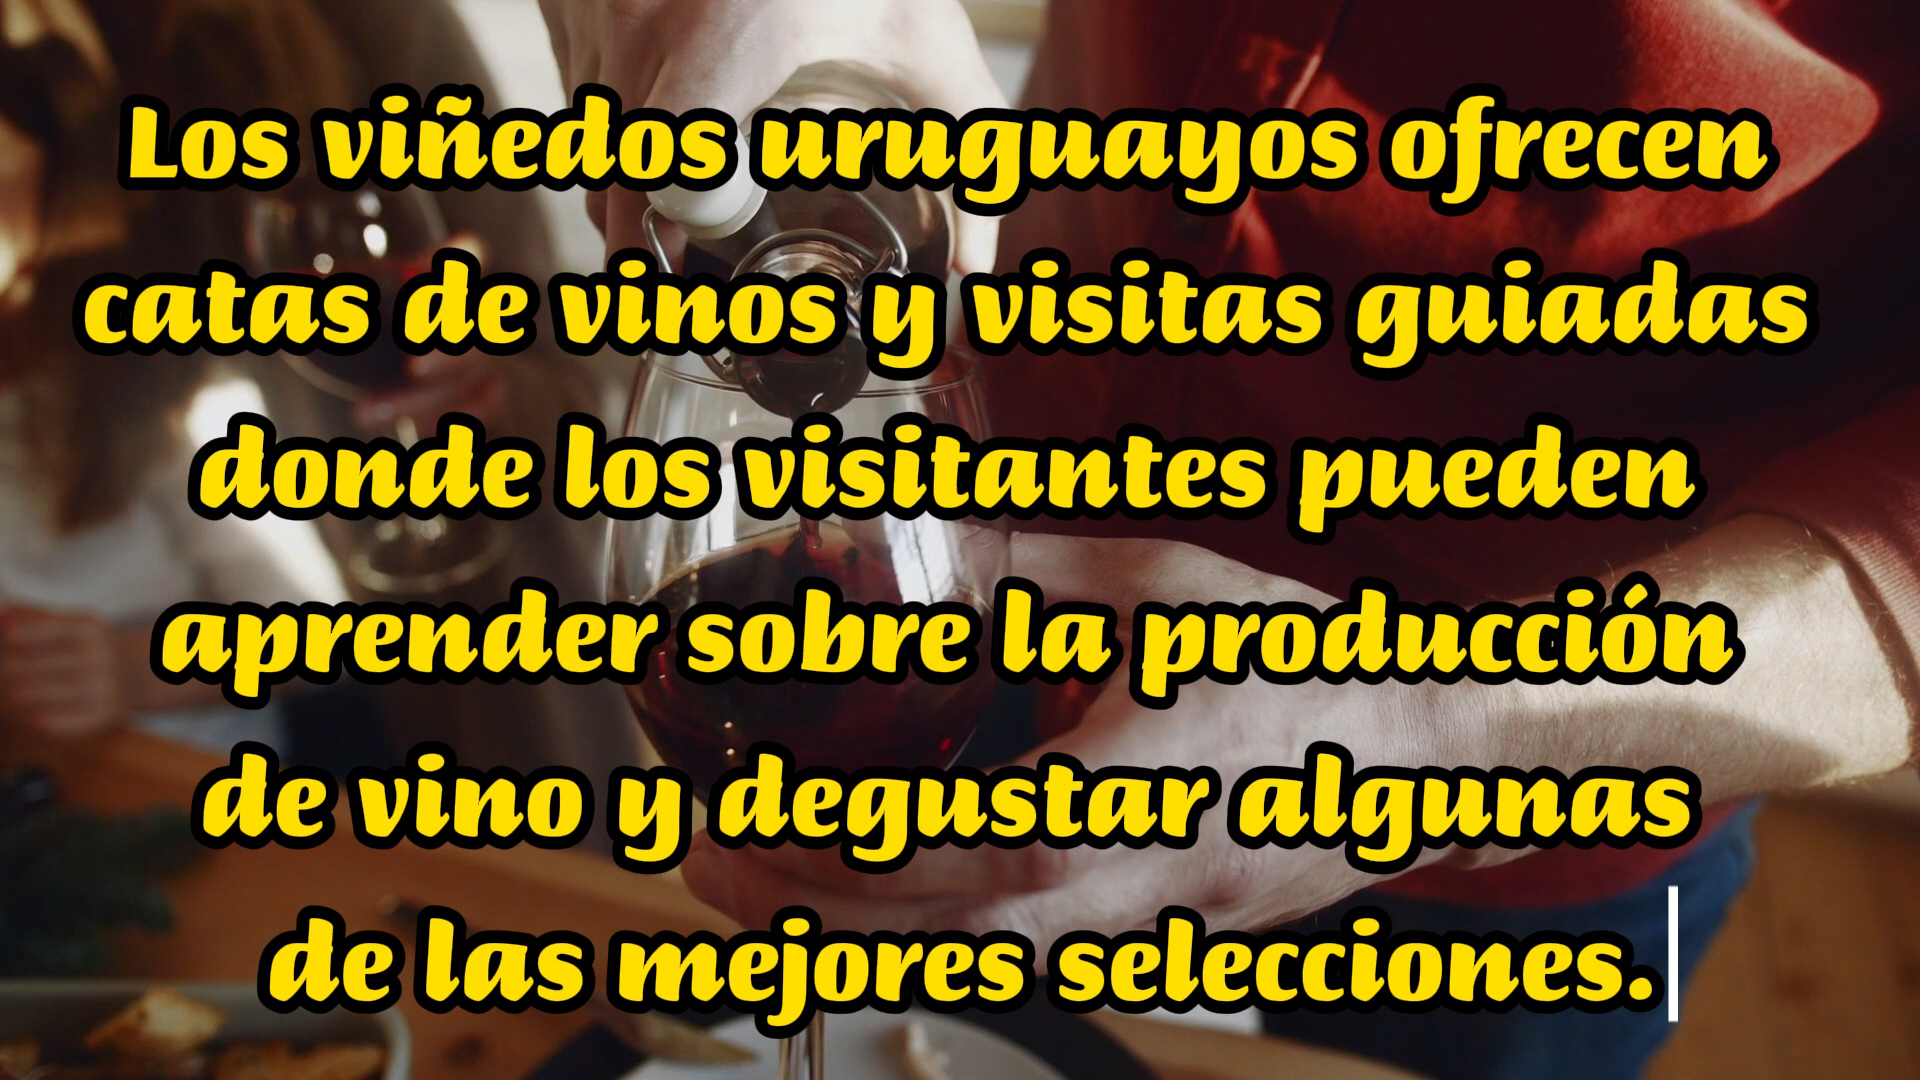 Los viñedos uruguayos ofrecen
catas de vinos y visitas guiadas
donde los visitantes pueden
aprender sobre la producción
de vino y degustar algunas
de las mejores selecciones.